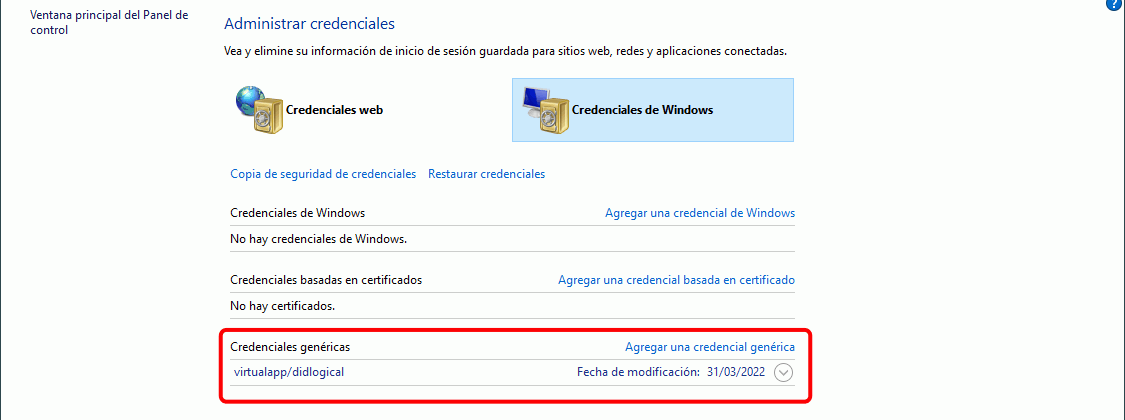 Ventana principal del Panel de
control
?
Administrar credenciales
Vea y elimine su información de inicio de sesión guardada para sitios web, redes y aplicaciones conectadas.
Credenciales web
Credenciales de Windows
Copia de seguridad de credenciales Restaurar credenciales
Credenciales de Windows Agregar una credencial de Windows
No hay credenciales de Windows.
Credenciales basadas en certificados Agregar una credencial basada en certificado
No hay certificados.
Credenciales genéricas Agregar una credencial genérica
virtualapp/didlogical Fecha de modificación: 31/03/2022